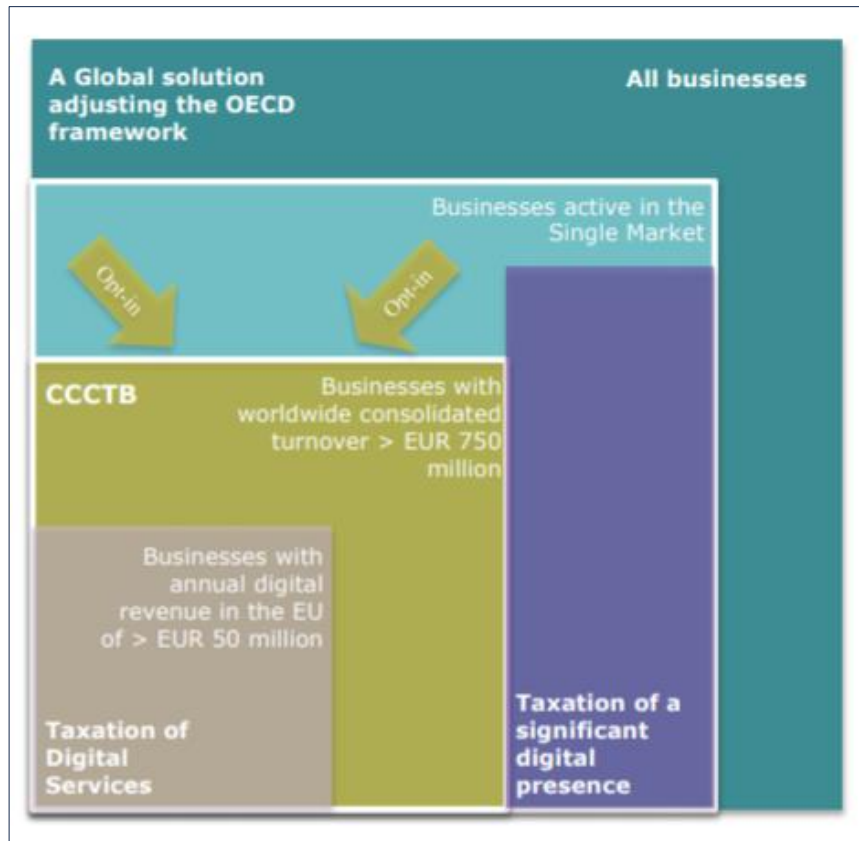 A Global solution
adjusting the OECD
framework
All businesses
Businesses active in the
Single Market
Opt-in
Opt-in
CCCTB
Businesses with
worldwide consolidated
turnover > EUR 750
million
Businesses with
annual digital
revenue in the EU
of > EUR 50 million
Taxation of
Digital
Services
Taxation of a
significant
digital
presence